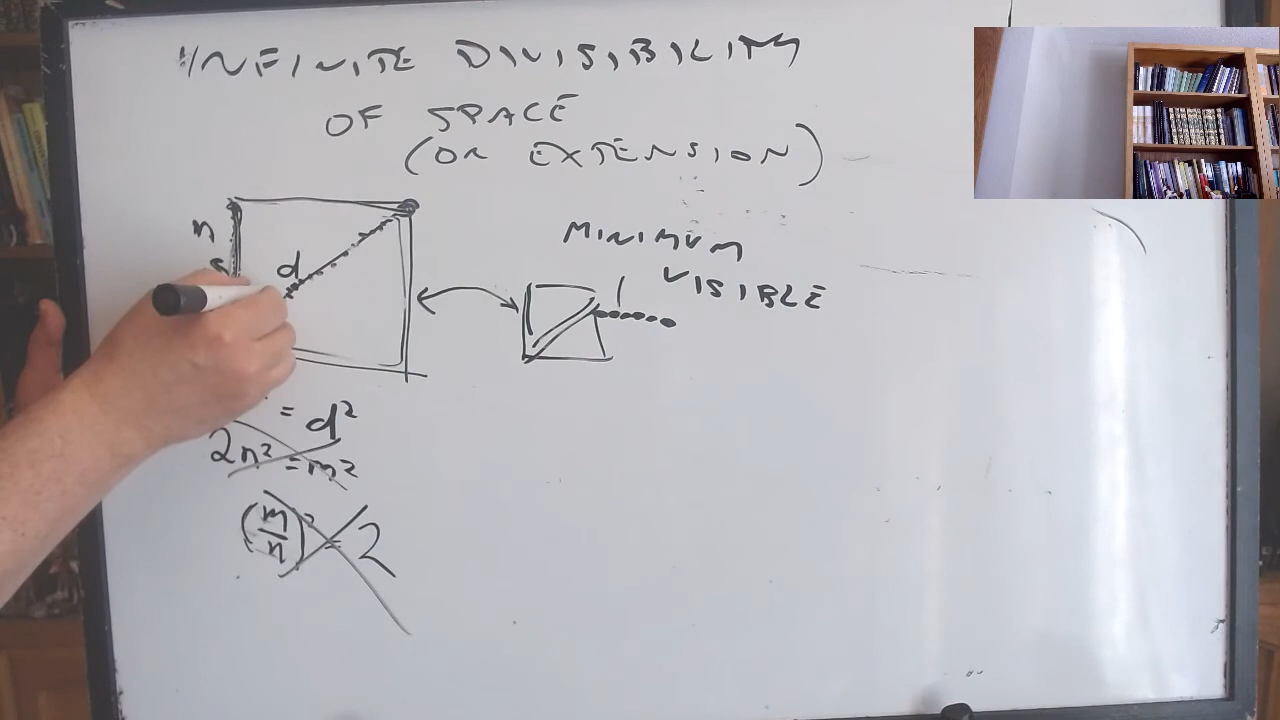 INFINITE DIVISIBILITY
OF SPACE
(OR EXTENSION)
n
d
MINIMUM
VISIBLE
= d²
2n² = m²
(m/n)² = 2